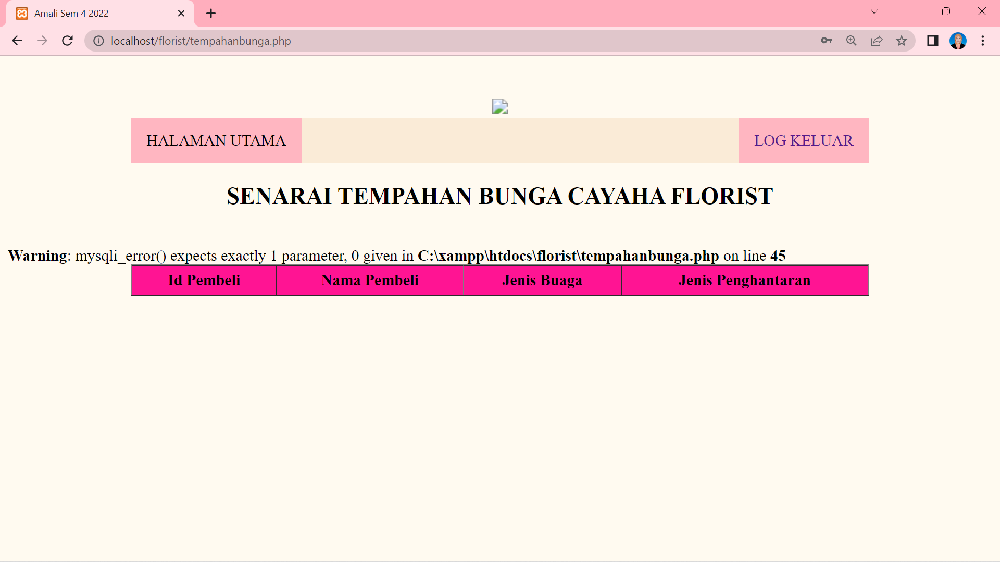 Amali Sem 4 2022
localhost/florist/tempahanbunga.php
HALAMAN UTAMA
LOG KELUAR
SENARAI TEMPAHAN BUNGA CAYAHA FLORIST
Warning: mysqli_error() expects exactly 1 parameter, 0 given in C:\xampp\htdocs\florist\tempahanbunga.php on line 45
Id Pembeli Nama Pembeli Jenis Buaga Jenis Penghantaran